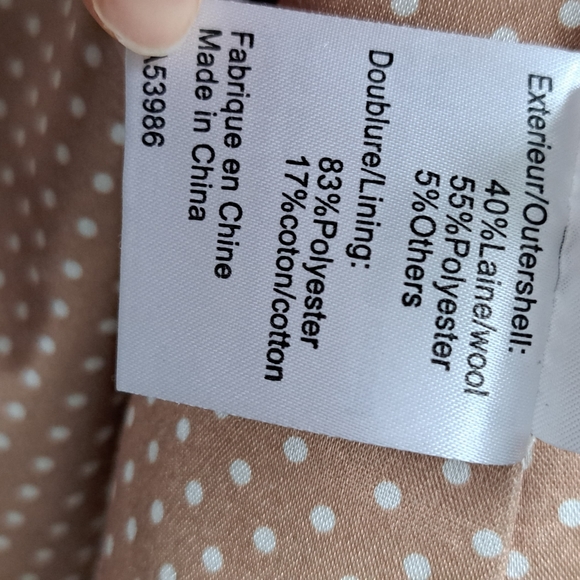 Exterieur/Outershell:
40%Laine/wool
55%Polyester
5%Others
Doublure/Lining:
83%Polyester
17%coton/cotton
Fabrique en Chine
Made in China
53986